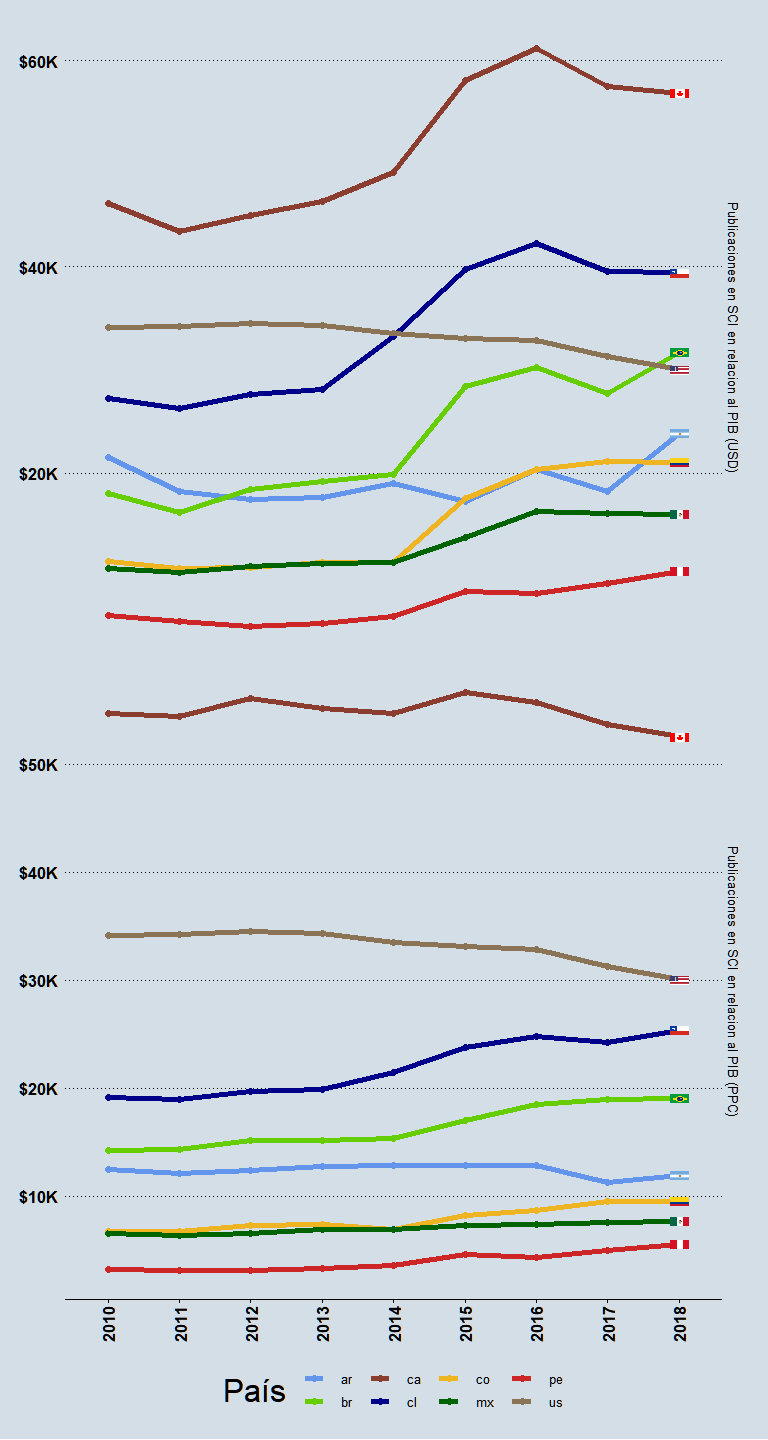 $60K
$40K
$20K
Publicaciones en SCI en relacion al PIB (USD)
$50K
$40K
$30K
$20K
$10K
Publicaciones en SCI en relacion al PIB (PPC)
2010 2011 2012 2013 2014 2015 2016 2017 2018
País
ar ca co pe
br cl mx us